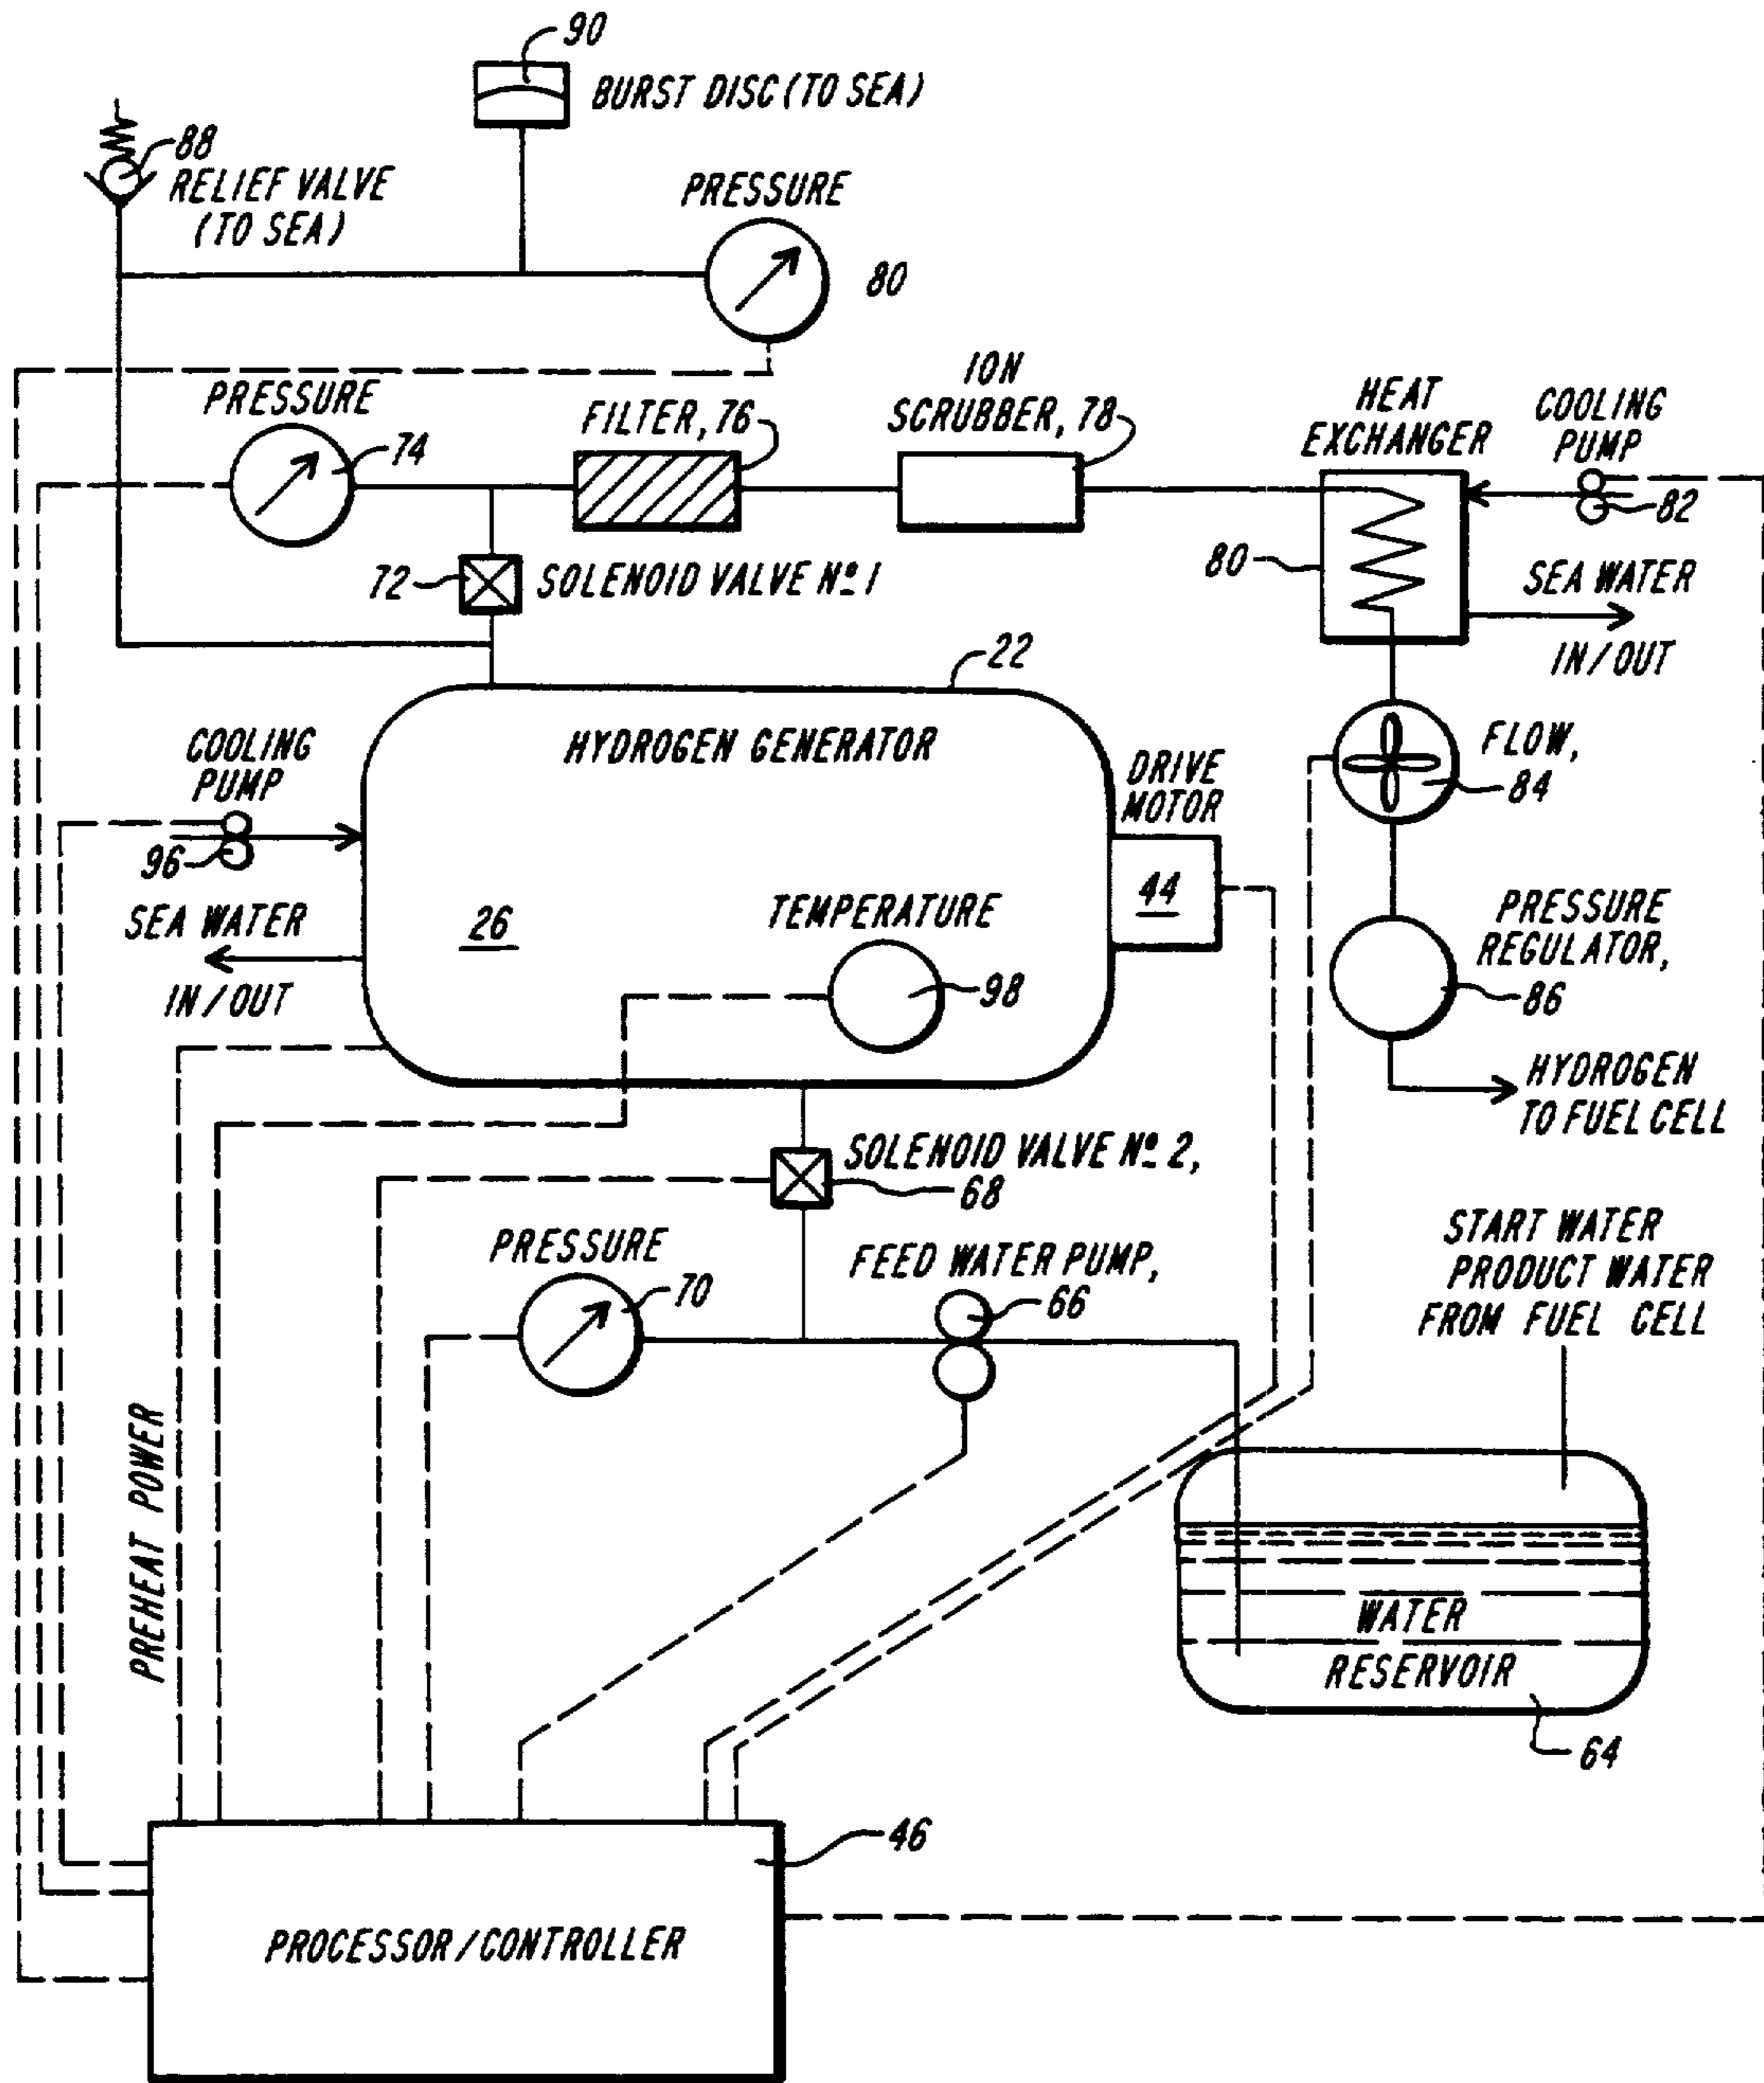 90
BURST DISC (TO SEA)
88
RELIEF VALVE
(TO SEA)
PRESSURE
80
PRESSURE
74
FILTER, 76
ION
SCRUBBER, 78
HEAT
EXCHANGER
80
COOLING
PUMP
82
SEA WATER
IN/OUT
72
SOLENOID VALVE Nº 1
22
HYDROGEN GENERATOR
COOLING
PUMP
96
SEA WATER
IN/OUT
26
TEMPERATURE
98
DRIVE
MOTOR
44
FLOW,
84
PRESSURE
REGULATOR,
86
HYDROGEN
TO FUEL CELL
SOLENOID VALVE Nº 2,
68
PRESSURE
70
FEED WATER PUMP,
66
START WATER
PRODUCT WATER
FROM FUEL CELL
WATER
RESERVOIR
64
PREHEAT POWER
46
PROCESSOR/CONTROLLER